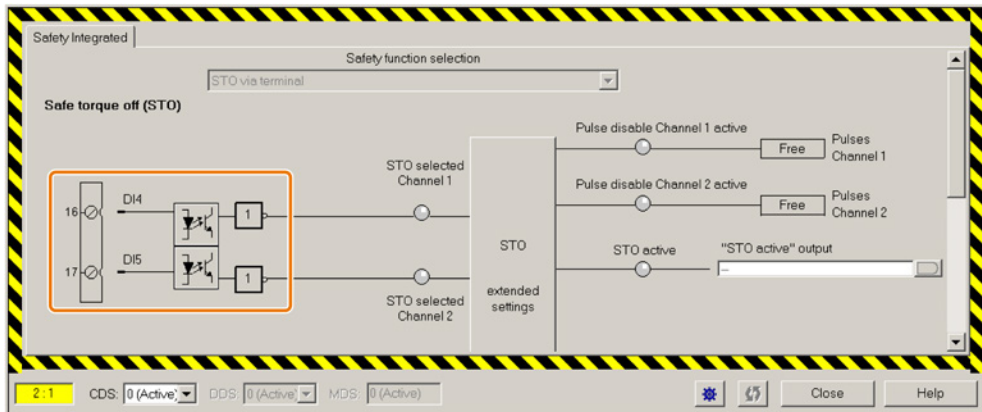 Safety Integrated
Safety function selection
STO via terminal
Safe torque off (STO)
Pulse disable Channel 1 active
Free
Pulses
Channel 1
STO selected
Channel 1
Pulse disable Channel 2 active
Free
Pulses
Channel 2
16
DI4
1
STO
extended
settings
STO active
"STO active" output
_
17
DI5
1
STO selected
Channel 2
2 : 1
CDS: 0 (Active)
DDS: 0 (Active)
MDS: 0 (Active)
Close
Help